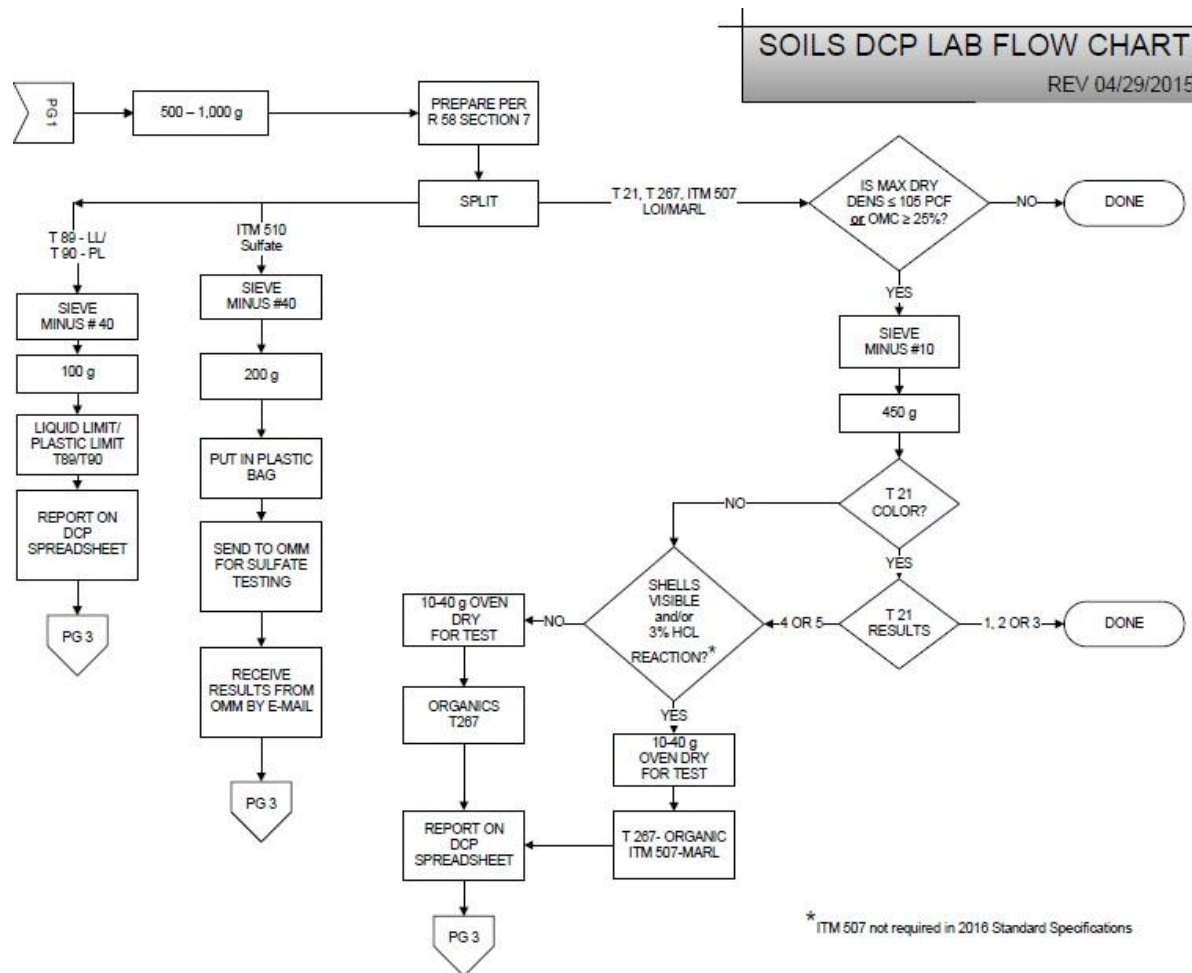 SOILS DCP LAB FLOW CHART
REV 04/29/2015
PG 1
500 – 1,000 g
PREPARE PER
R 58 SECTION 7
SPLIT
T 21, T 267, ITM 507
LOI/MARL
IS MAX DRY
DENS ≤ 105 PCF
or OMC ≥ 25%?
NO
DONE
T 89 - LL/
T 90 - PL
SIEVE
MINUS # 40
100 g
LIQUID LIMIT/
PLASTIC LIMIT
T89/T90
REPORT ON
DCP
SPREADSHEET
PG 3
ITM 510
Sulfate
SIEVE
MINUS #40
200 g
PUT IN PLASTIC
BAG
SEND TO OMM
FOR SULFATE
TESTING
RECEIVE
RESULTS FROM
OMM BY E-MAIL
PG 3
YES
SIEVE
MINUS #10
450 g
T 21
COLOR?
NO
YES
T 21
RESULTS
1, 2 OR 3
DONE
4 OR 5
SHELLS
VISIBLE
and/or
3% HCL
REACTION?*
NO
10-40 g OVEN
DRY
FOR TEST
ORGANICS
T267
YES
10-40 g
OVEN DRY
FOR TEST
T 267- ORGANIC
ITM 507-MARL
REPORT ON
DCP
SPREADSHEET
PG 3
* ITM 507 not required in 2016 Standard Specifications